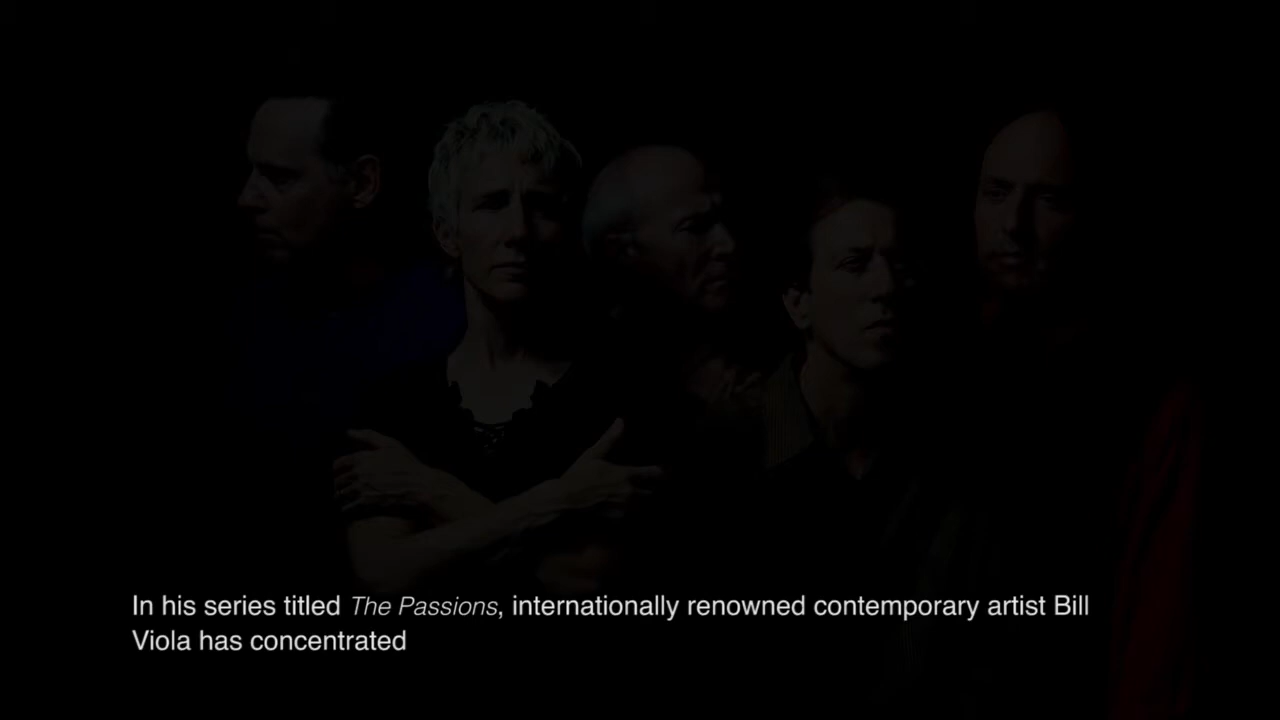 In his series titled The Passions, internationally renowned contemporary artist Bill
Viola has concentrated